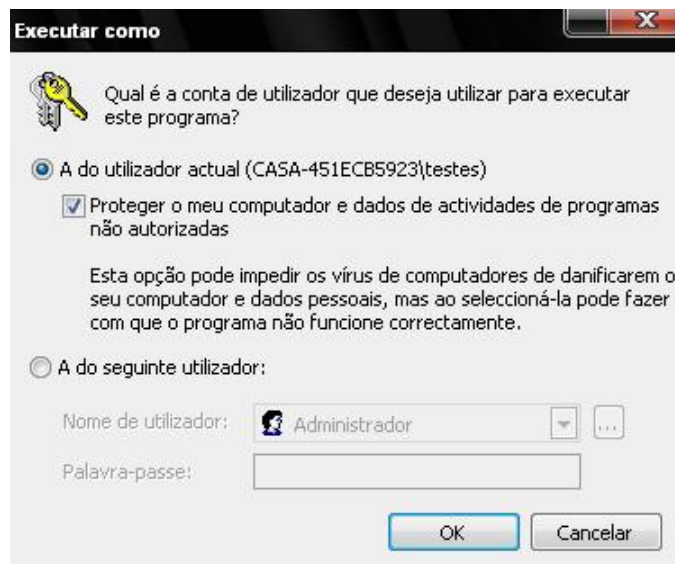 Executar como
Qual é a conta de utilizador que deseja utilizar para executar
este programa?
A do utilizador actual (CASA-451ECB5923\testes)
Proteger o meu computador e dados de actividades de programas
não autorizadas
Esta opção pode impedir os vírus de computadores de danificarem o
seu computador e dados pessoais, mas ao seleccioná-la pode fazer
com que o programa não funcione correctamente.
A do seguinte utilizador:
Nome de utilizador: Administrador ...
Palavra-passe:
OK Cancelar